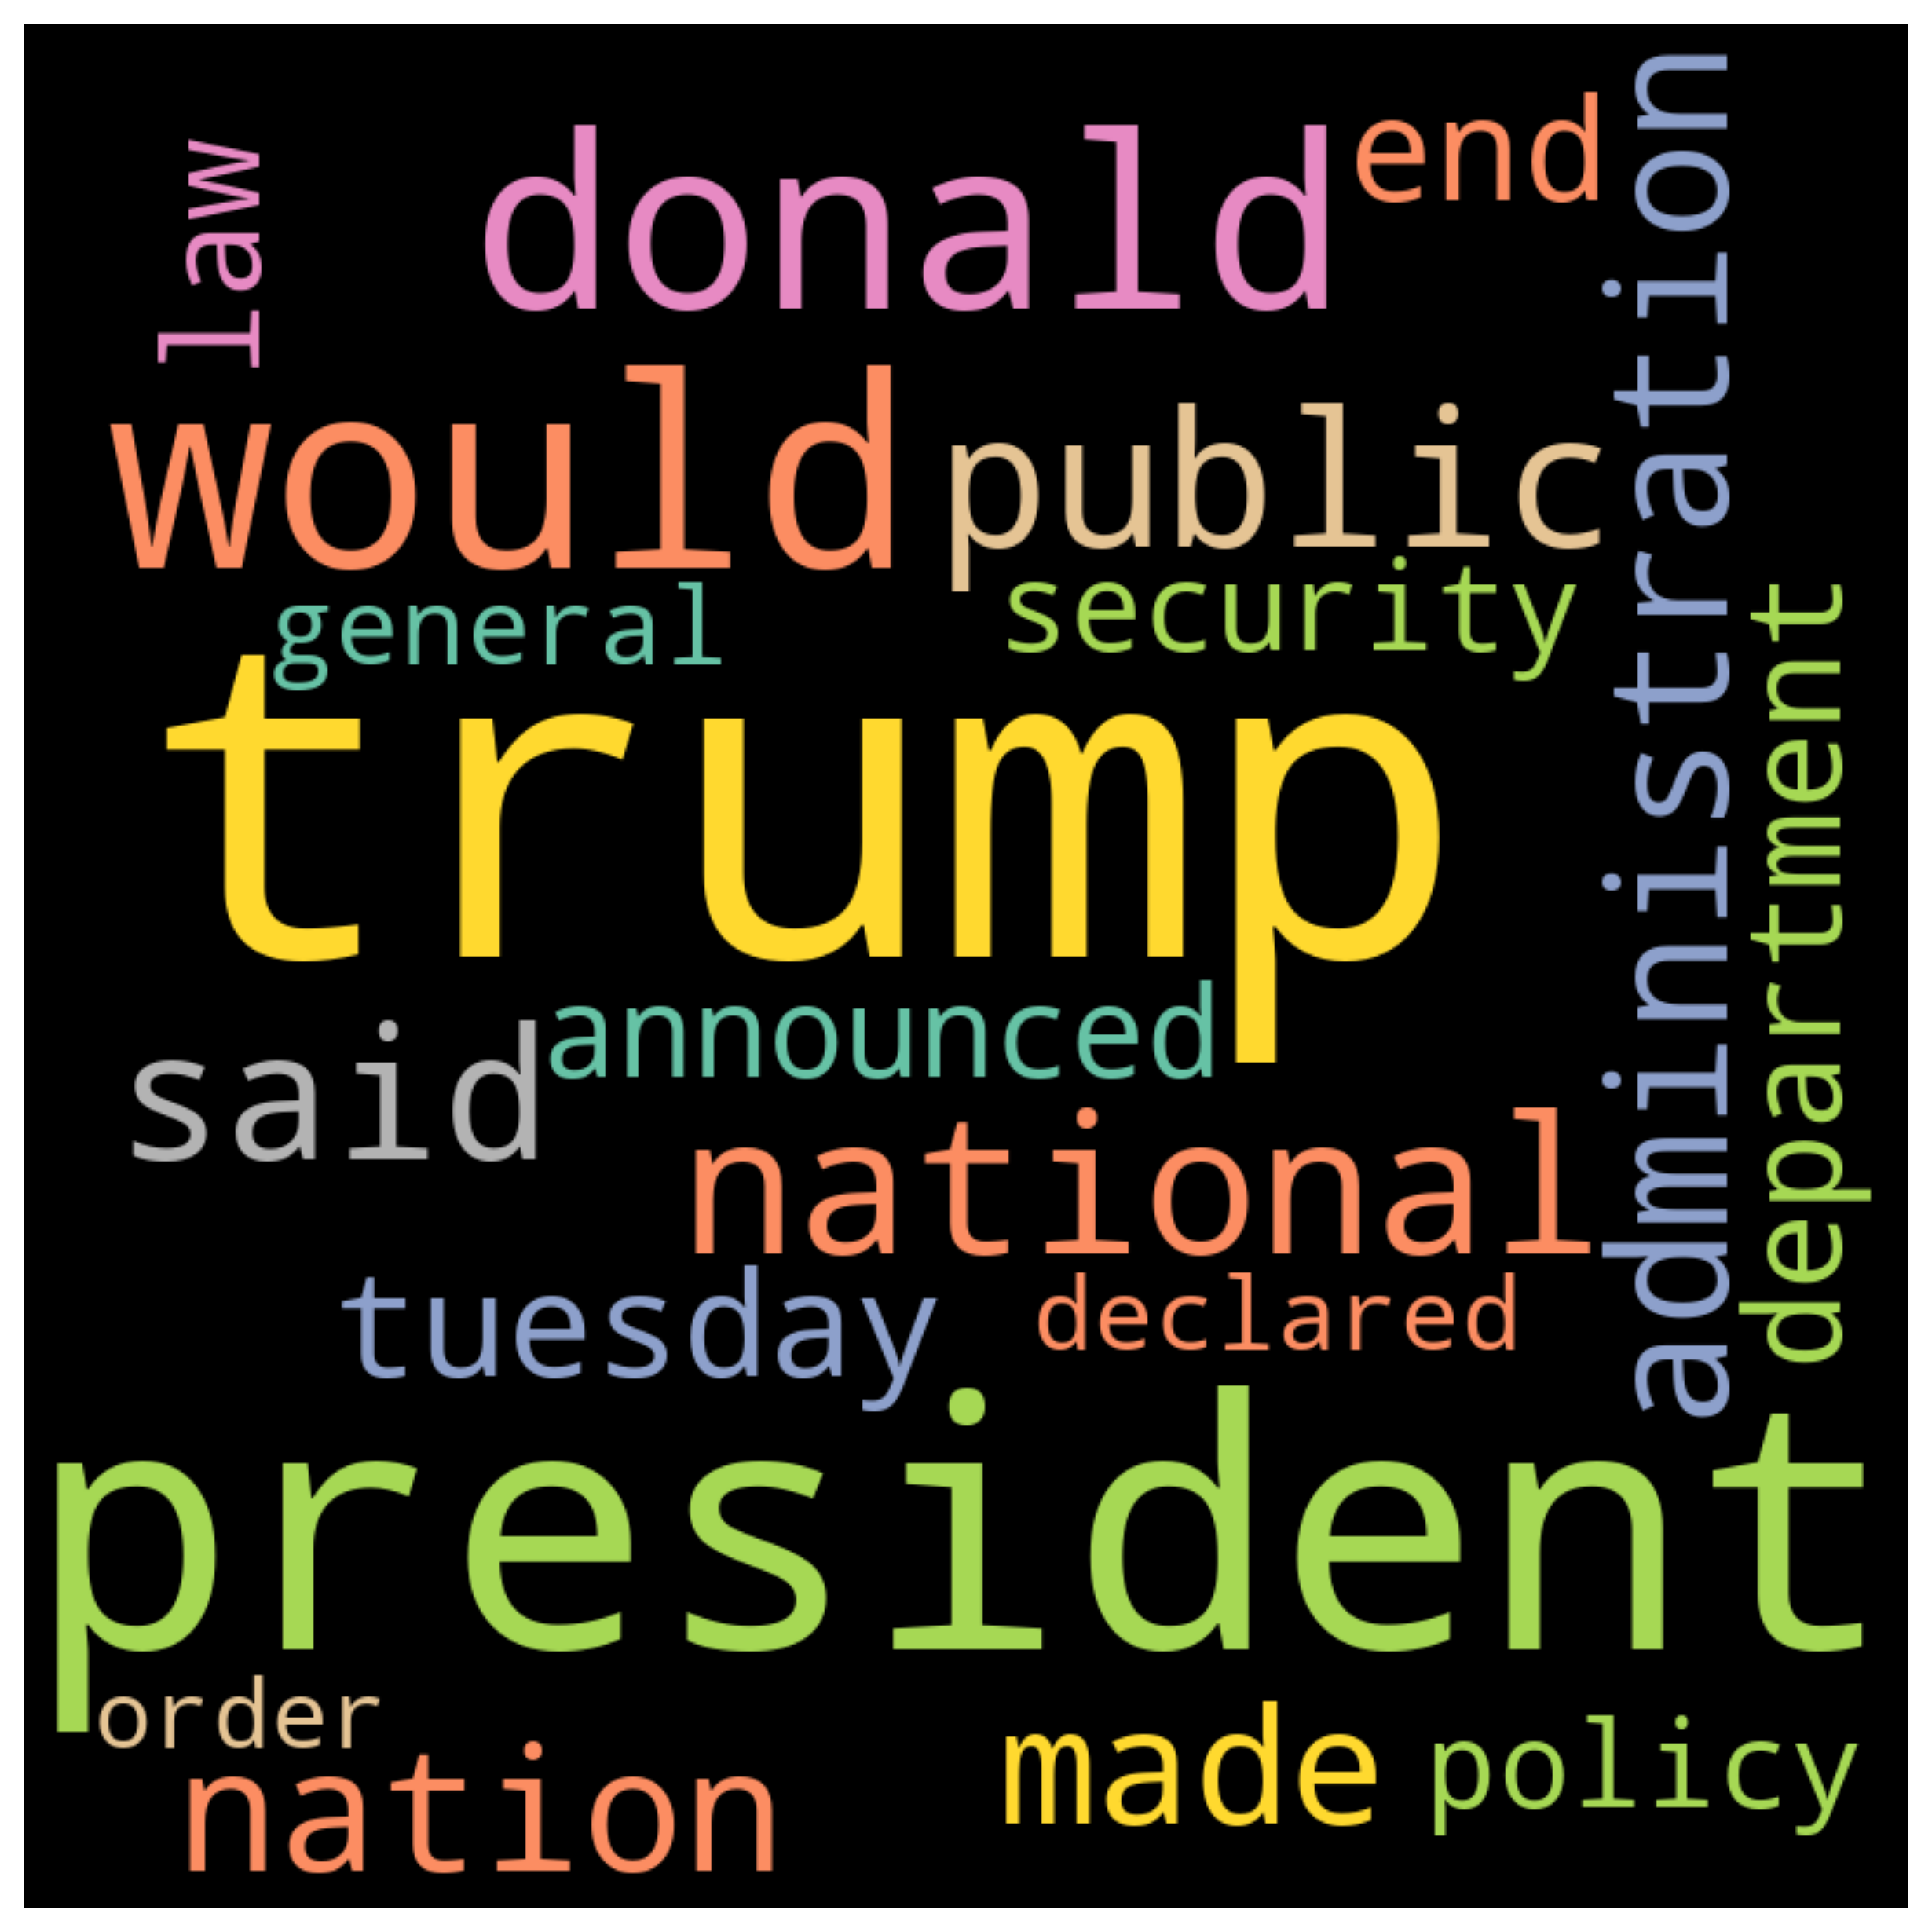 law
donald
end
administration
would
public
general
security
department
trump
announced
said
national
tuesday
declared
president
order
nation
made
policy